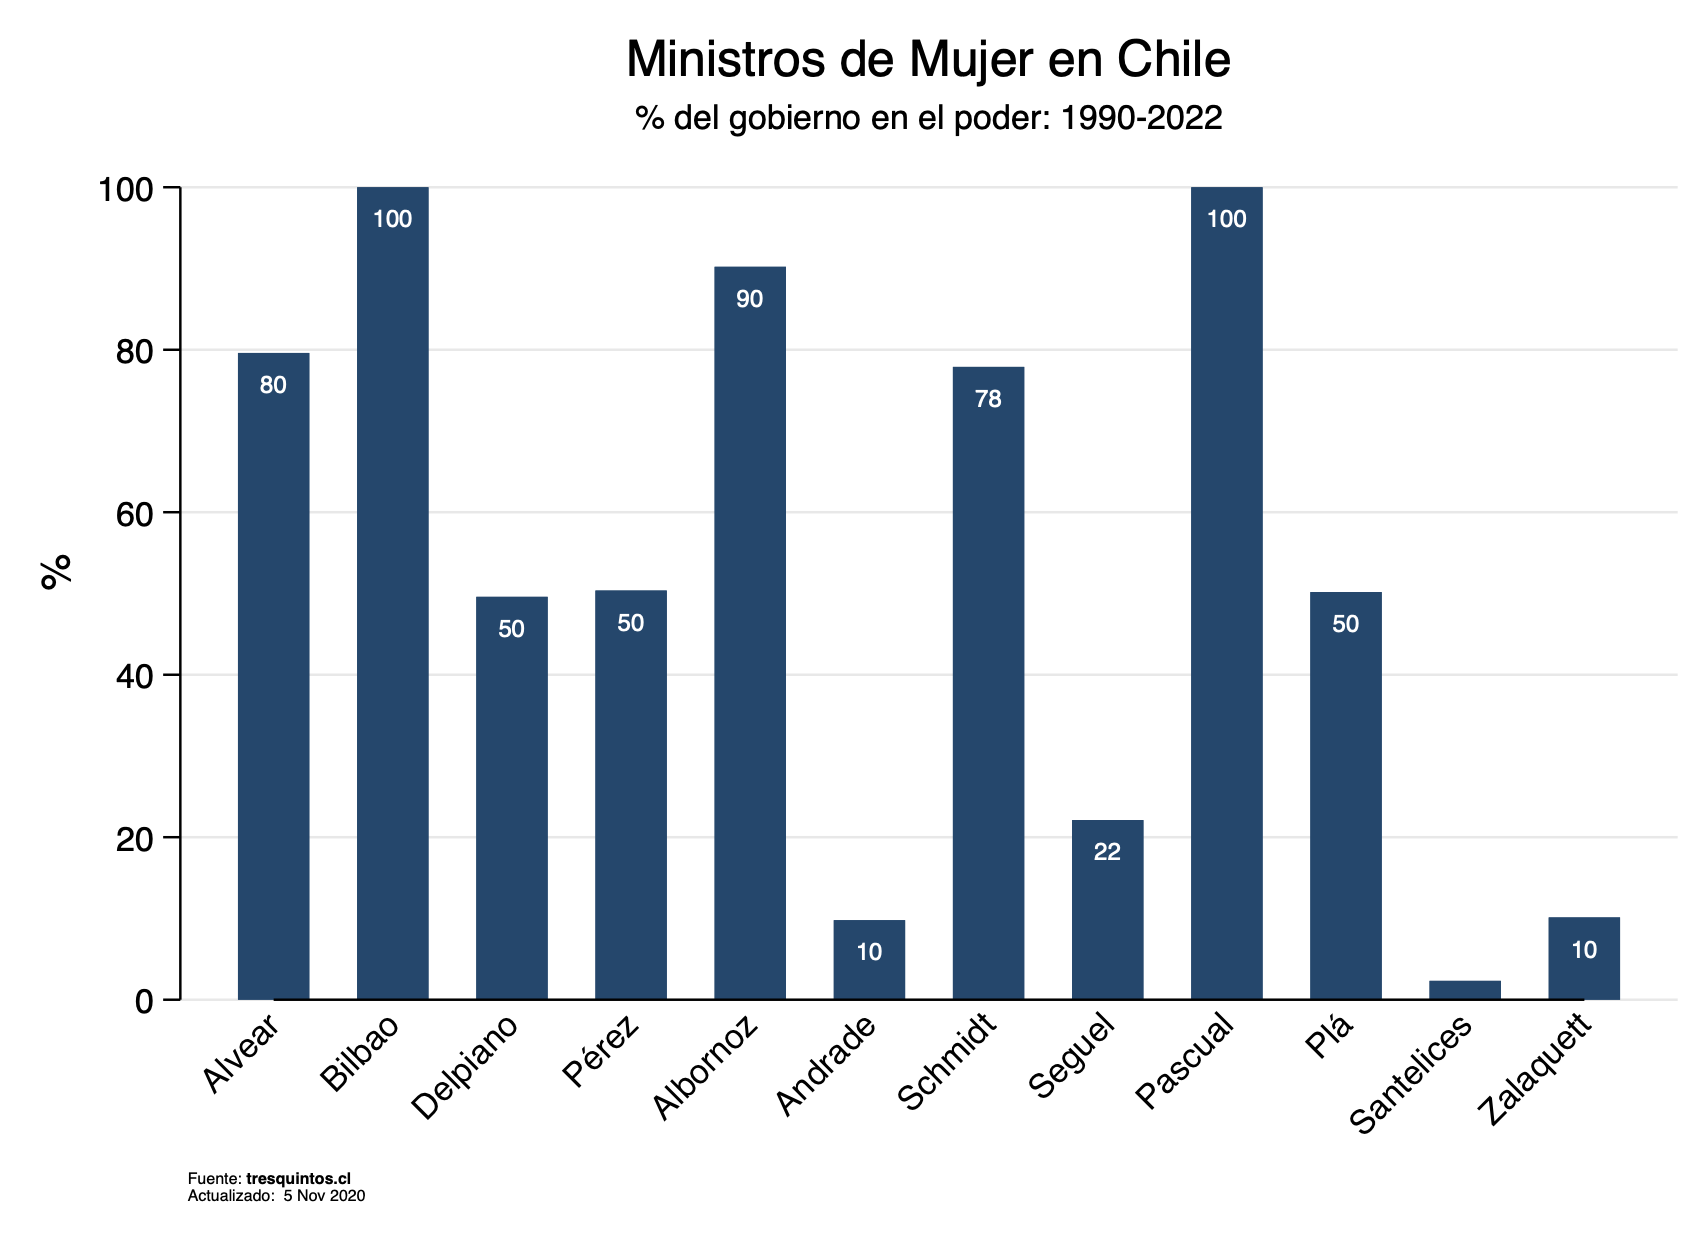 Ministros de Mujer en Chile
% del gobierno en el poder: 1990-2022
%
100
80
60
40
20
0
80
100
50
50
90
10
78
22
100
50
10
Alvear
Bilbao
Delpiano
Pérez
Albornoz
Andrade
Schmidt
Seguel
Pascual
Plá
Santelices
Zalaquett
Fuente: tresquintos.cl
Actualizado: 5 Nov 2020